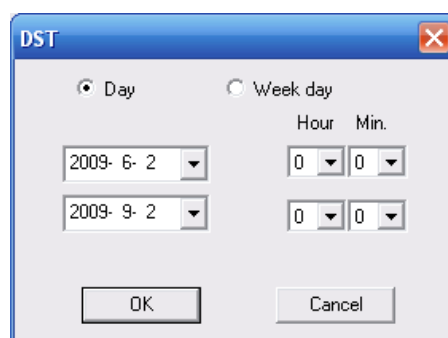 DST
Day Week day
Hour Min.
2009- 6- 2 0 0
2009- 9- 2 0 0
OK Cancel